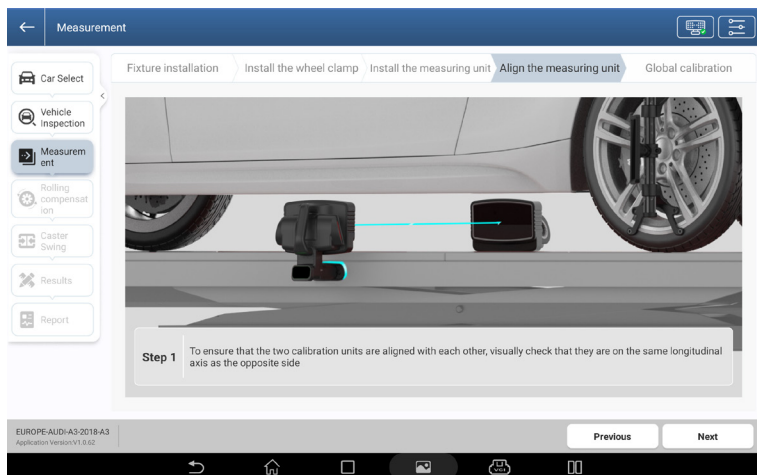 Measurement
Car Select
Vehicle
Inspection
Measurem
ent
Rolling
compensat
ion
Caster
Swing
Results
Report
Fixture installation
Install the wheel clamp
Install the measuring unit
Align the measuring unit
Global calibration
Step 1
To ensure that the two calibration units are aligned with each other, visually check that they are on the same longitudinal
axis as the opposite side
EUROPE-AUDI-A3-2018-A3
Application Version:V1.0.62
Previous
Next
VCI